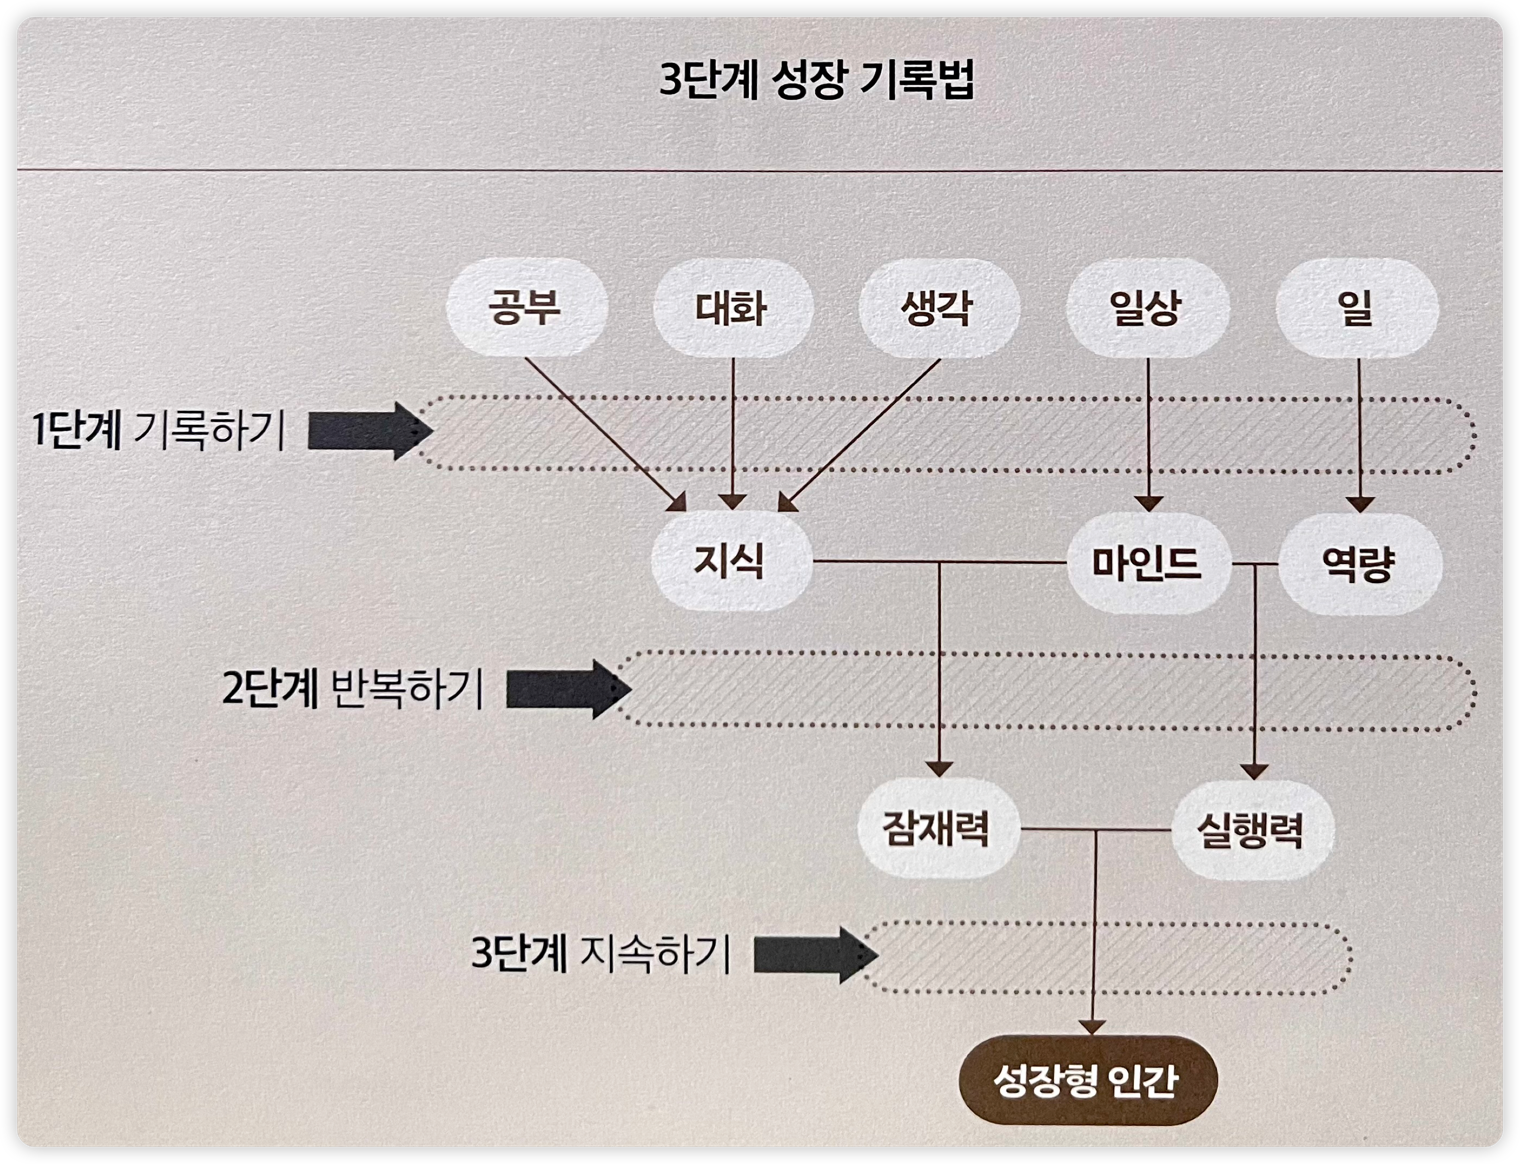 3단계 성장 기록법
공부
대화
생각
일상
일
1단계 기록하기
지식
마인드
역량
2단계 반복하기
잠재력
실행력
3단계 지속하기
성장형 인간